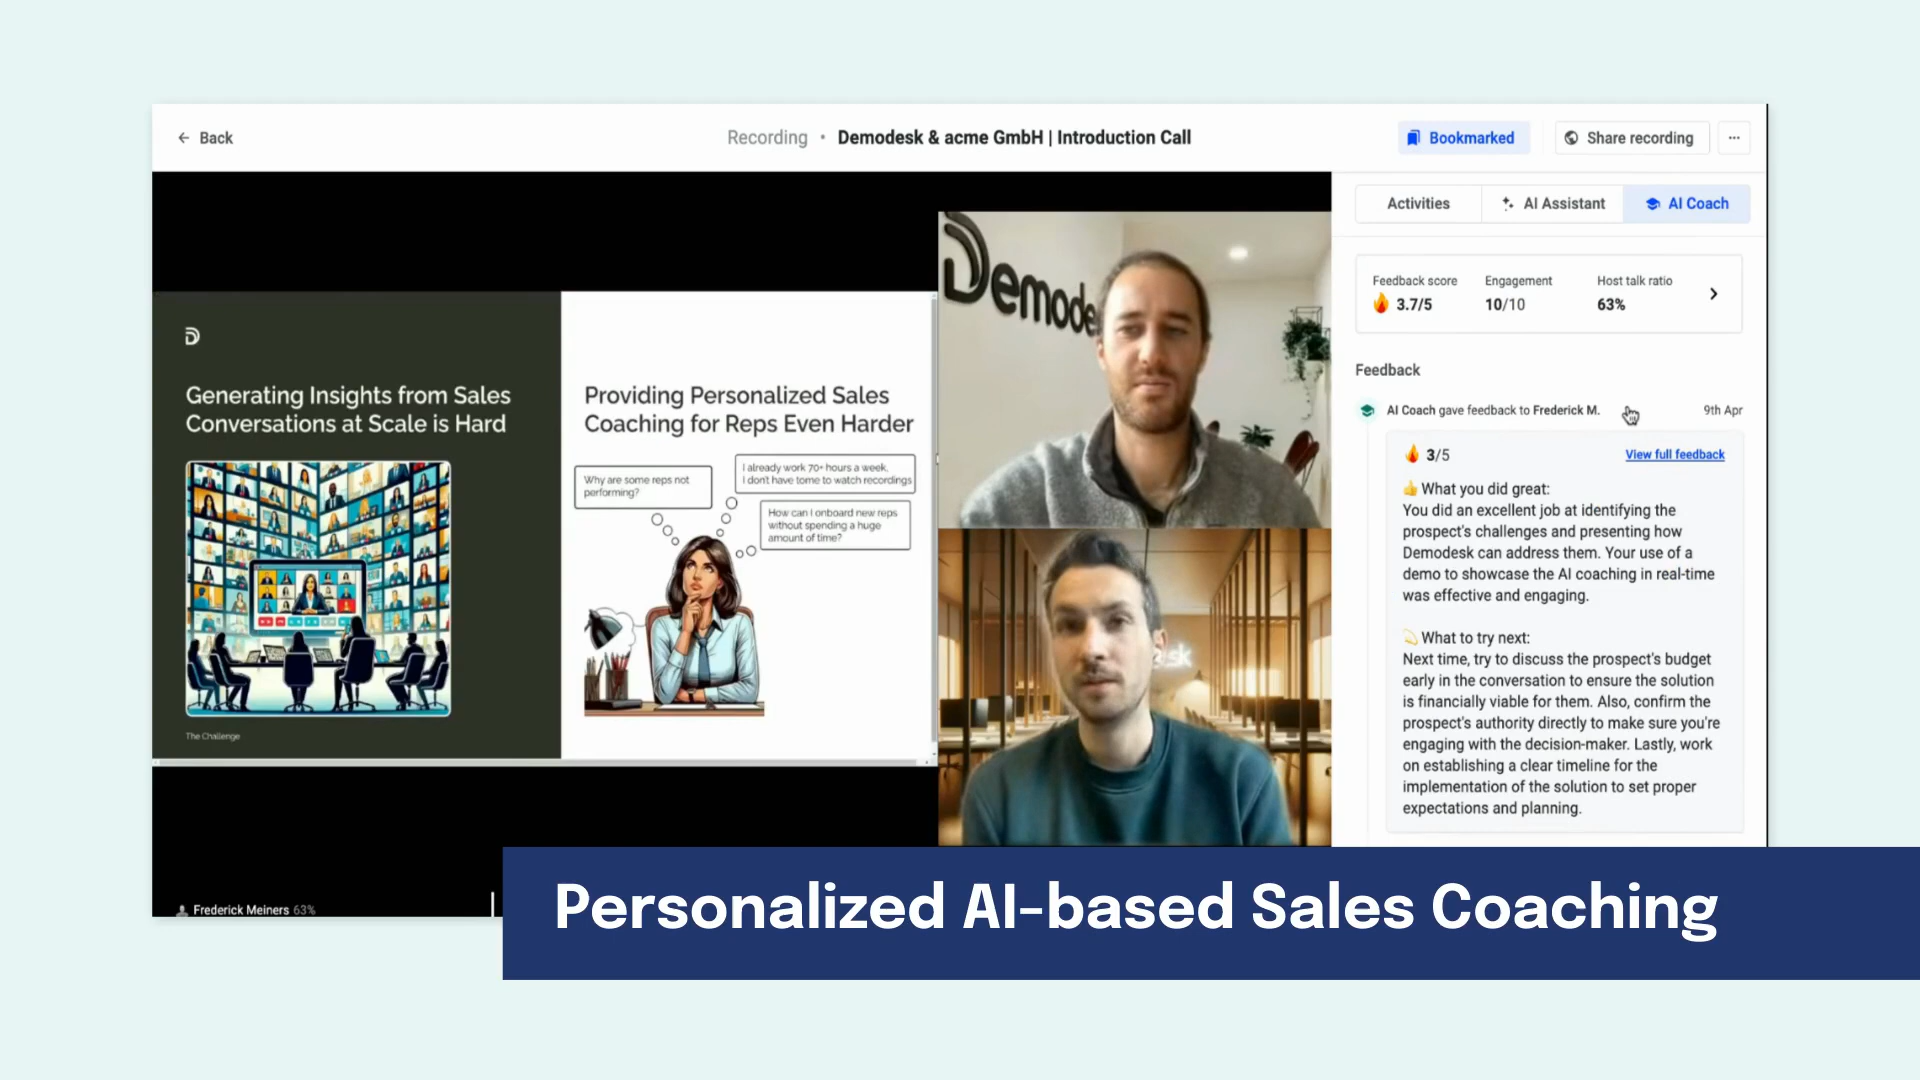 Back
Recording • Demodesk & acme GmbH | Introduction Call
Bookmarked
Share recording
Generating Insights from Sales
Conversations at Scale is Hard
The Challenge
Providing Personalized Sales
Coaching for Reps Even Harder
Why are some reps not
performing?
I already work 70+ hours a week,
I don't have tome to watch recordings
How can I onboard new reps
without spending a huge
amount of time?
Demode
sk
Activities
AI Assistant
AI Coach
Feedback score
3.7/5
Engagement
10/10
Host talk ratio
63%
Feedback
AI Coach gave feedback to Frederick M.
9th Apr
3/5
View full feedback
What you did great:
You did an excellent job at identifying the
prospect's challenges and presenting how
Demodesk can address them. Your use of a
demo to showcase the AI coaching in real-time
was effective and engaging.
What to try next:
Next time, try to discuss the prospect's budget
early in the conversation to ensure the solution
is financially viable for them. Also, confirm the
prospect's authority directly to make sure you're
engaging with the decision-maker. Lastly, work
on establishing a clear timeline for the
implementation of the solution to set proper
expectations and planning.
Frederick Meiners 63%
Personalized AI-based Sales Coaching